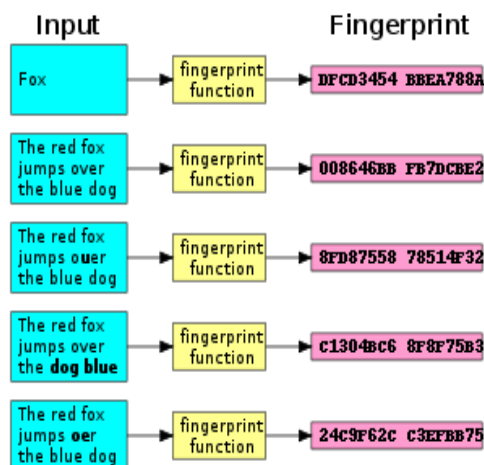 Input
Fingerprint
Fox
fingerprint
function
DFCD3454 BBEA788A
The red fox
jumps over
the blue dog
fingerprint
function
008646BB FB7DCBE2
The red fox
jumps ouer
the blue dog
fingerprint
function
8FD87558 78514F32
The red fox
jumps over
the dog blue
fingerprint
function
C1304BC6 8F8F75B3
The red fox
jumps oer
the blue dog
fingerprint
function
24C9F62C C3EFBB75